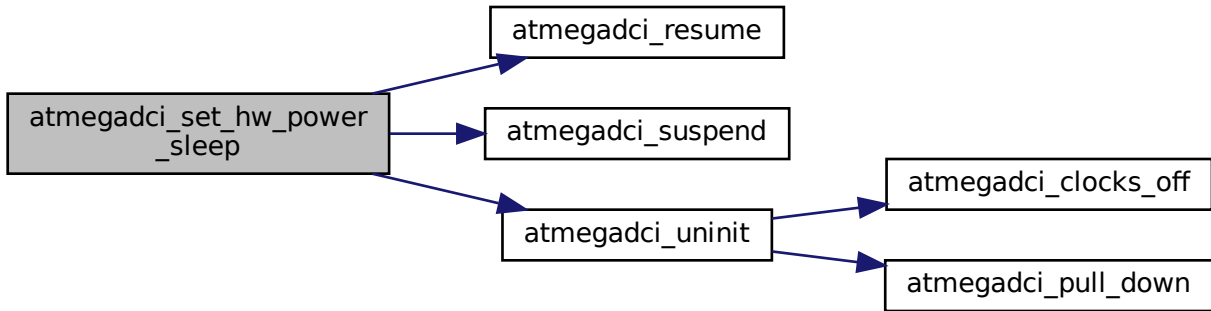 atmegadci_set_hw_power
_sleep
atmegadci_resume
atmegadci_suspend
atmegadci_uninit
atmegadci_clocks_off
atmegadci_pull_down